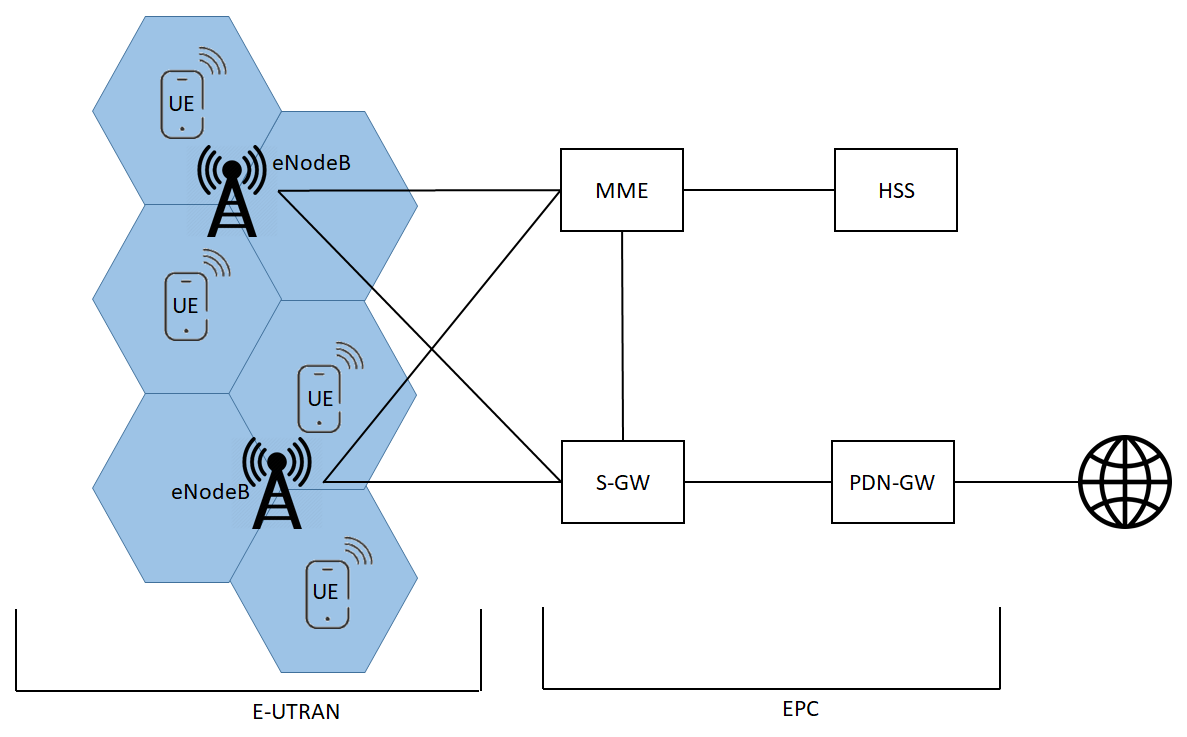 UE
eNodeB
MME
HSS
UE
UE
eNodeB
S-GW
PDN-GW
UE
E-UTRAN
EPC